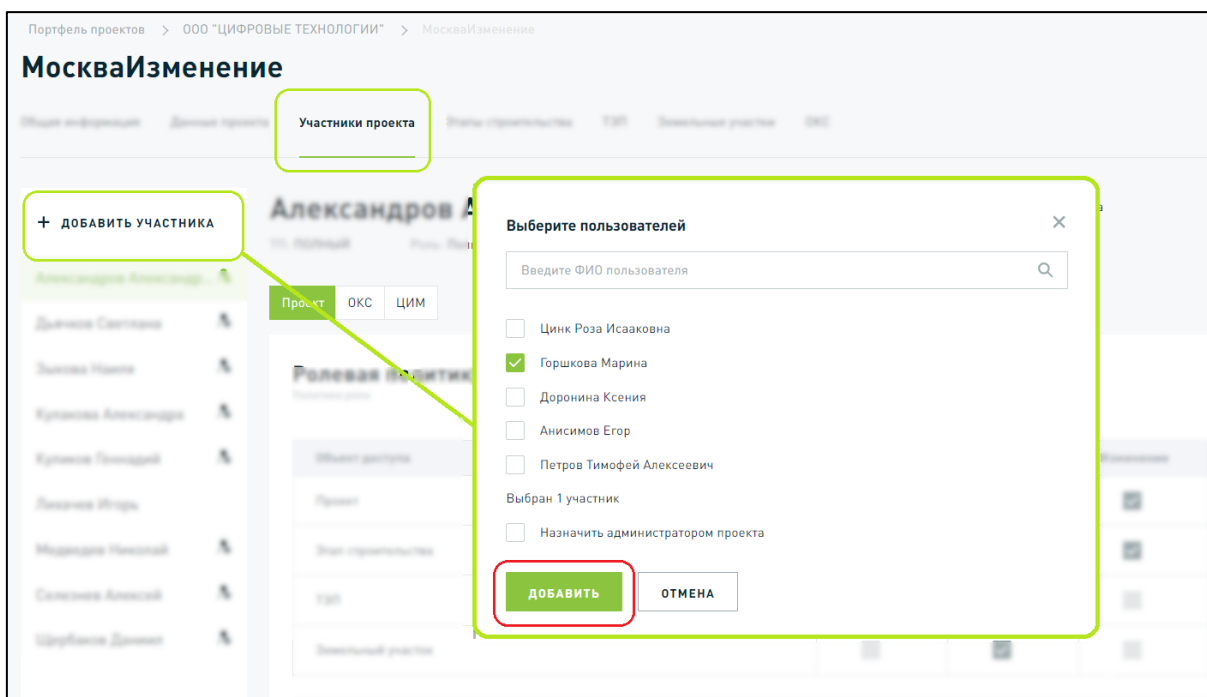 Портфель проектов > ООО "ЦИФРОВЫЕ ТЕХНОЛОГИИ" > МоскваИзменение
МоскваИзменение
Общая информация Данные проекта Участники проекта Этапы строительства ТЭП Земельные участки ОКС
+ ДОБАВИТЬ УЧАСТНИКА
Александров Александр...
Дьячков Светлана
Зыкова Наиля
Кулакова Александра
Куликов Геннадий
Лихачев Игорь
Медведев Николай
Селезнев Алексей
Щербаков Даниил
Александров А
Проект ОКС ЦИМ
Ролевая политик
Объект доступа Изменение
Проект
Этап строительства
ТЭП
Земельный участок
Выберите пользователей
Введите ФИО пользователя
Цинк Роза Исааковна
Горшкова Марина
Доронина Ксения
Анисимов Егор
Петров Тимофей Алексеевич
Выбран 1 участник
Назначить администратором проекта
ДОБАВИТЬ ОТМЕНА